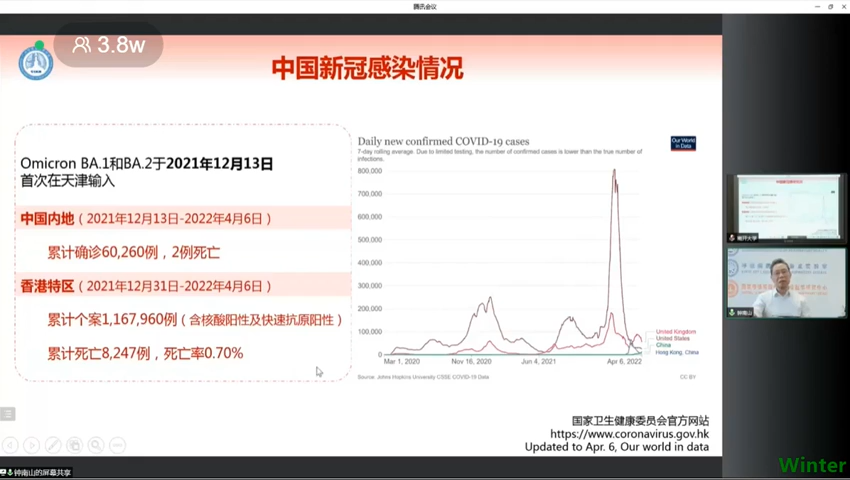 腾讯会议
3.8w
中国新冠感染情况
Omicron BA.1和BA.2于2021年12月13日
首次在天津输入
中国内地（2021年12月13日-2022年4月6日）
累计确诊60,260例，2例死亡
香港特区（2021年12月31日-2022年4月6日）
累计个案1,167,960例（含核酸阳性及快速抗原阳性）
累计死亡8,247例，死亡率0.70%
Daily new confirmed COVID-19 cases
7-day rolling average. Due to limited testing, the number of confirmed cases is lower than the true number of
infections.
Our World
in Data
800,000
700,000
600,000
500,000
400,000
300,000
200,000
100,000
0
Mar 1, 2020
Nov 16, 2020
Jun 4, 2021
Apr 6, 2022
United Kingdom
United States
China
Hong Kong, China
Source: Johns Hopkins University CSSE COVID-19 Data
CC BY
国家卫生健康委员会官方网站
https://www.coronavirus.gov.hk
Updated to Apr. 6, Our world in data
南开大学
钟南山
钟南山的屏幕共享
Winter